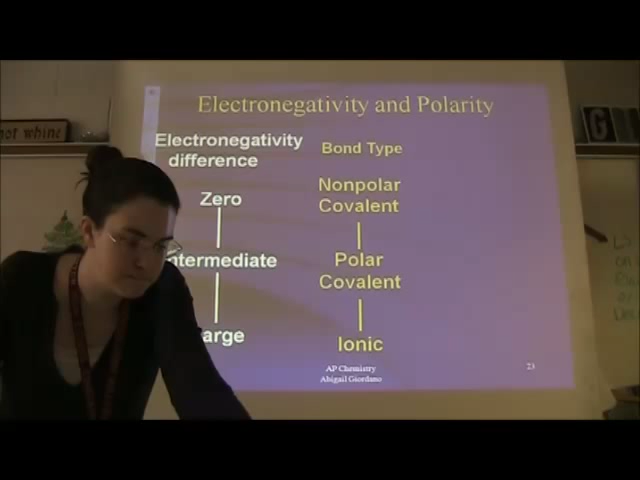 not whine
G
Electronegativity and Polarity
Electronegativity
difference
Bond Type
Zero
Nonpolar
Covalent
ntermediate
Polar
Covalent
arge
Ionic
AP Chemistry
Abigail Giordano
23